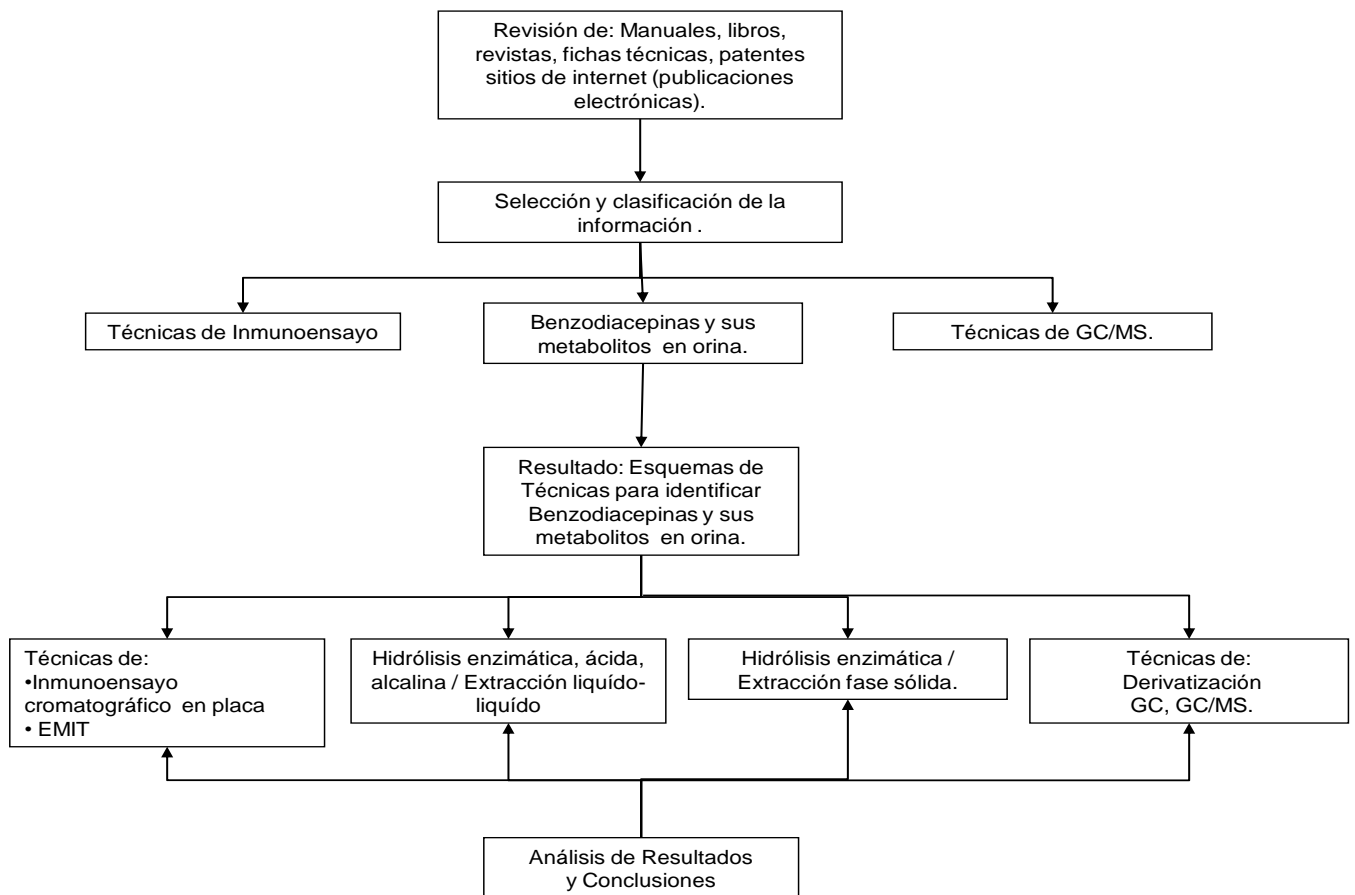 Revisión de: Manuales, libros,
revistas, fichas técnicas, patentes
sitios de internet (publicaciones
electrónicas).
Selección y clasificación de la
información .
Técnicas de Inmunoensayo
Benzodiacepinas y sus
metabolitos en orina.
Técnicas de GC/MS.
Resultado: Esquemas de
Técnicas para identificar
Benzodiacepinas y sus
metabolitos en orina.
Técnicas de:
•Inmunoensayo
cromatográfico en placa
• EMIT
Hidrólisis enzimática, ácida,
alcalina / Extracción liquído-
liquído
Hidrólisis enzimática /
Extracción fase sólida.
Técnicas de:
Derivatización
GC, GC/MS.
Análisis de Resultados
y Conclusiones